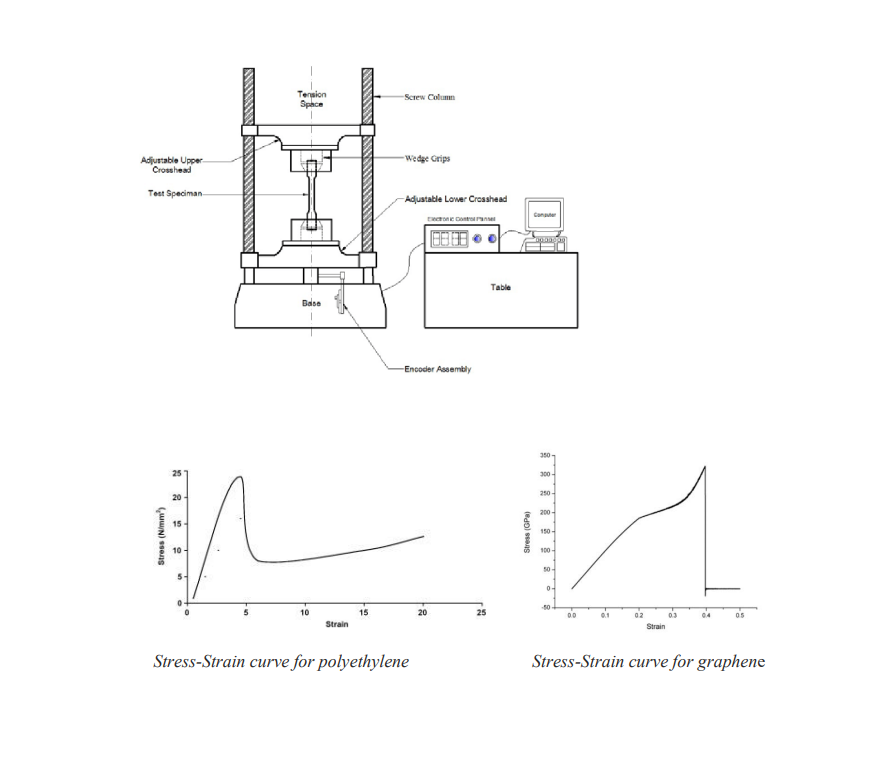 Tension
Space
Screw Column
Adjustable Upper
Crosshead
Wedge Grips
Test Speciman
Adjustable Lower Crosshead
Electronic Control Pannel
Computer
Table
Base
Encoder Assembly
25
20
15
10
5
0
Stress (N/mm²)
0 5 10 15 20 25
Strain
350
300
250
200
150
100
50
0
-50
Stress (GPa)
0.0 0.1 0.2 0.3 0.4 0.5
Strain
Stress-Strain curve for polyethylene
Stress-Strain curve for graphene